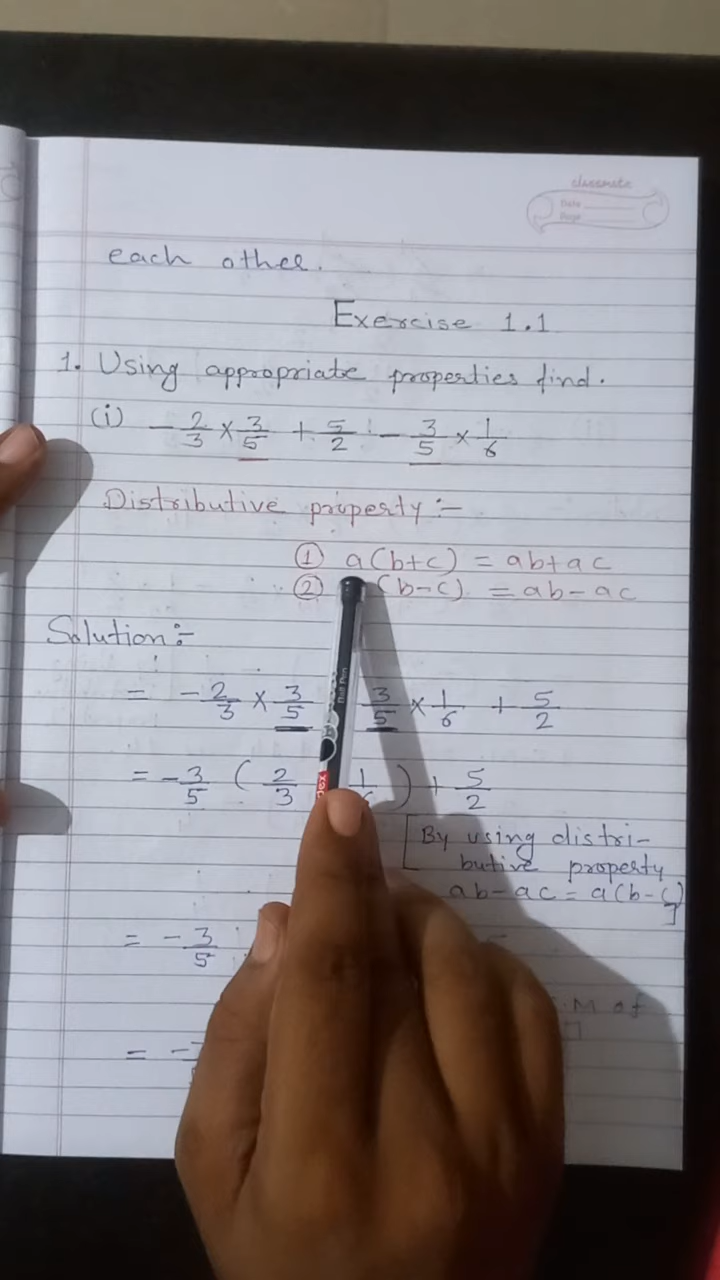 classmate
Date
Page
each other.
Exercise 1.1
1. Using appropriate properties find.
(i) -2/3 × 3/5 + 5/2 - 3/5 × 1/6
Distributive property :-
① a(b+c) = ab+ac
② (b-c) = ab-ac
Solution :-
= -2/3 × 3/5 3/5 × 1/6 + 5/2
= -3/5 ( 2/3 1/ ) + 5/2
[By using distri-
butive property
ab-ac = a(b-c)]
= -3/5
M of
= -